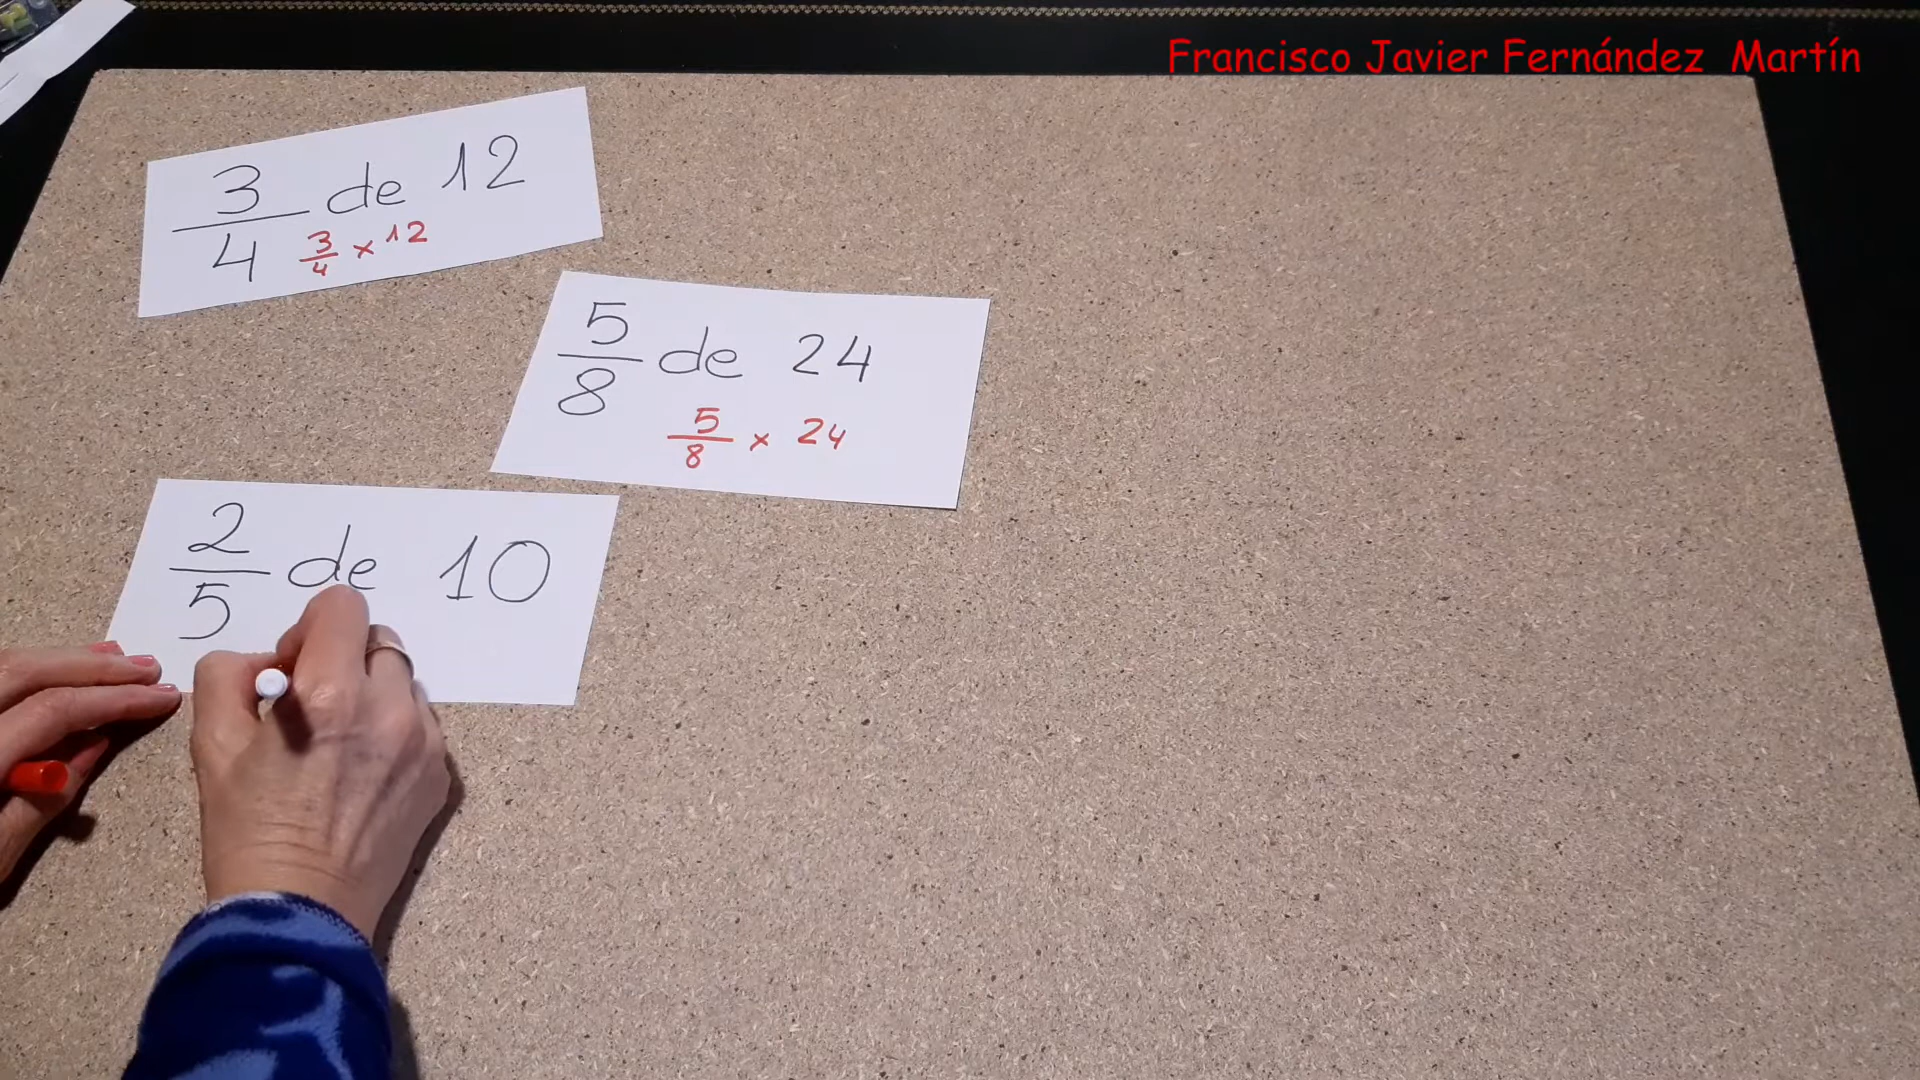 Francisco Javier Fernández Martín
3/4 de 12
3/4 x 12
5/8 de 24
5/8 x 24
2/5 de 10